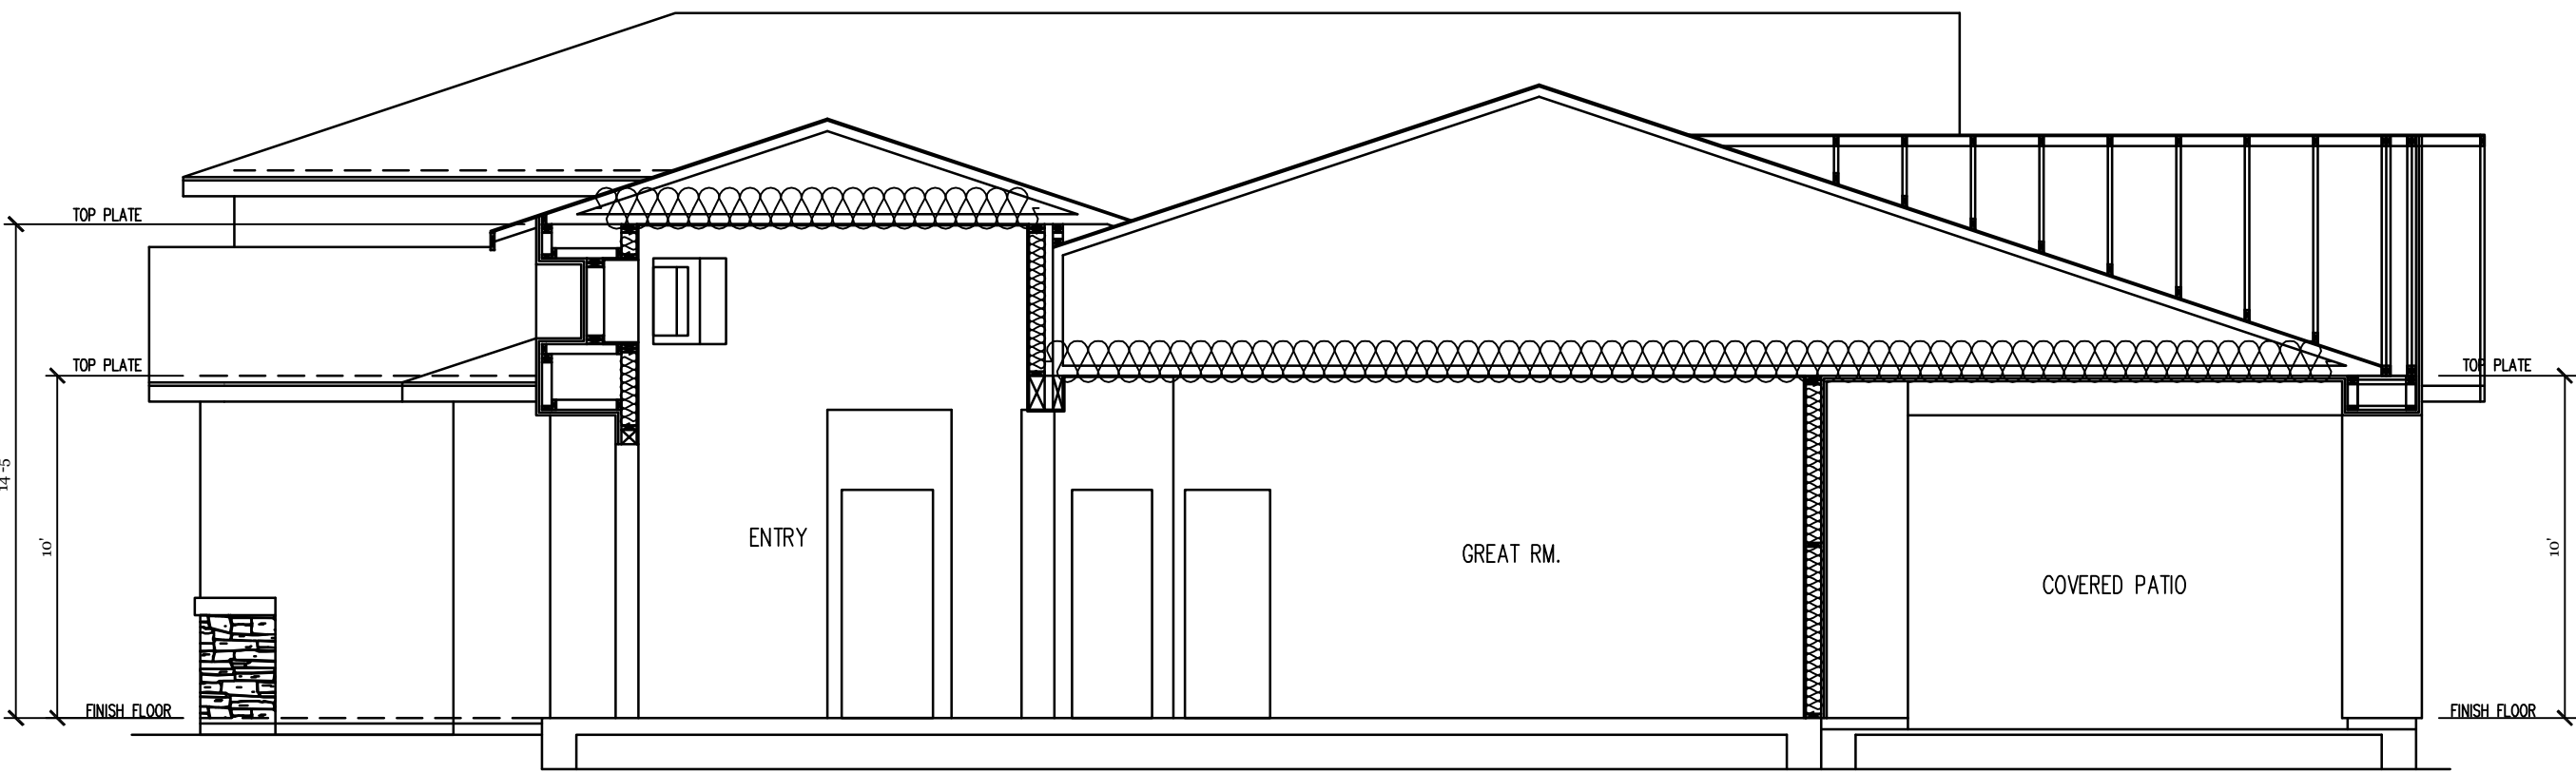 TOP PLATE
TOP PLATE
TOP PLATE
14'-5
10'
ENTRY
GREAT RM.
COVERED PATIO
10'
FINISH FLOOR
FINISH FLOOR